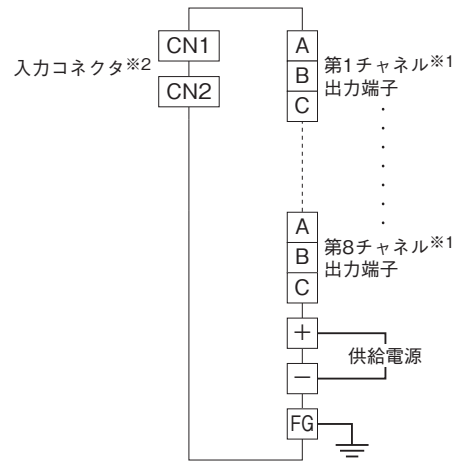 入力コネクタ※2
CN1
CN2
A
B
C
第1チャネル※1
出力端子
A
B
C
第8チャネル※1
出力端子
+
−
供給電源
FG